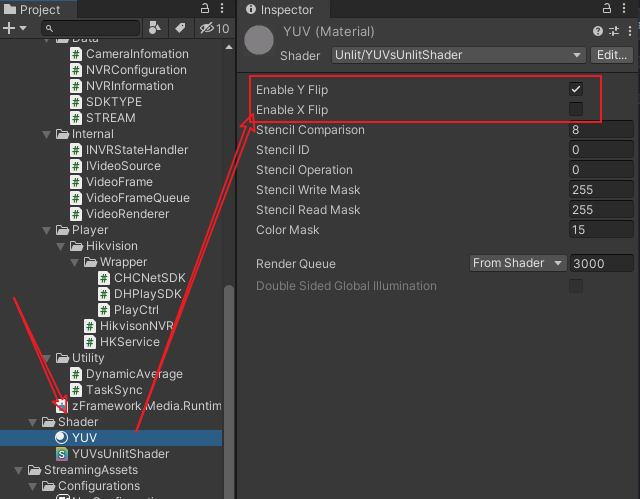 Project
10
Data
CameraInfomation
NVRConfiguration
NVRInformation
SDKTYPE
STREAM
Internal
INVRStateHandler
IVideoSource
VideoFrame
VideoFrameQueue
VideoRenderer
Player
Hikvision
Wrapper
CHCNetSDK
DHPlaySDK
PlayCtrl
HikvisonNVR
HKService
Utility
DynamicAverage
TaskSync
zFramework.Media.Runtim
Shader
YUV
YUVsUnlitShader
StreamingAssets
Configurations
Inspector
YUV (Material)
Shader Unlit/YUVsUnlitShader Edit...
Enable Y Flip
Enable X Flip
Stencil Comparison 8
Stencil ID 0
Stencil Operation 0
Stencil Write Mask 255
Stencil Read Mask 255
Color Mask 15
Render Queue From Shader 3000
Double Sided Global Illumination